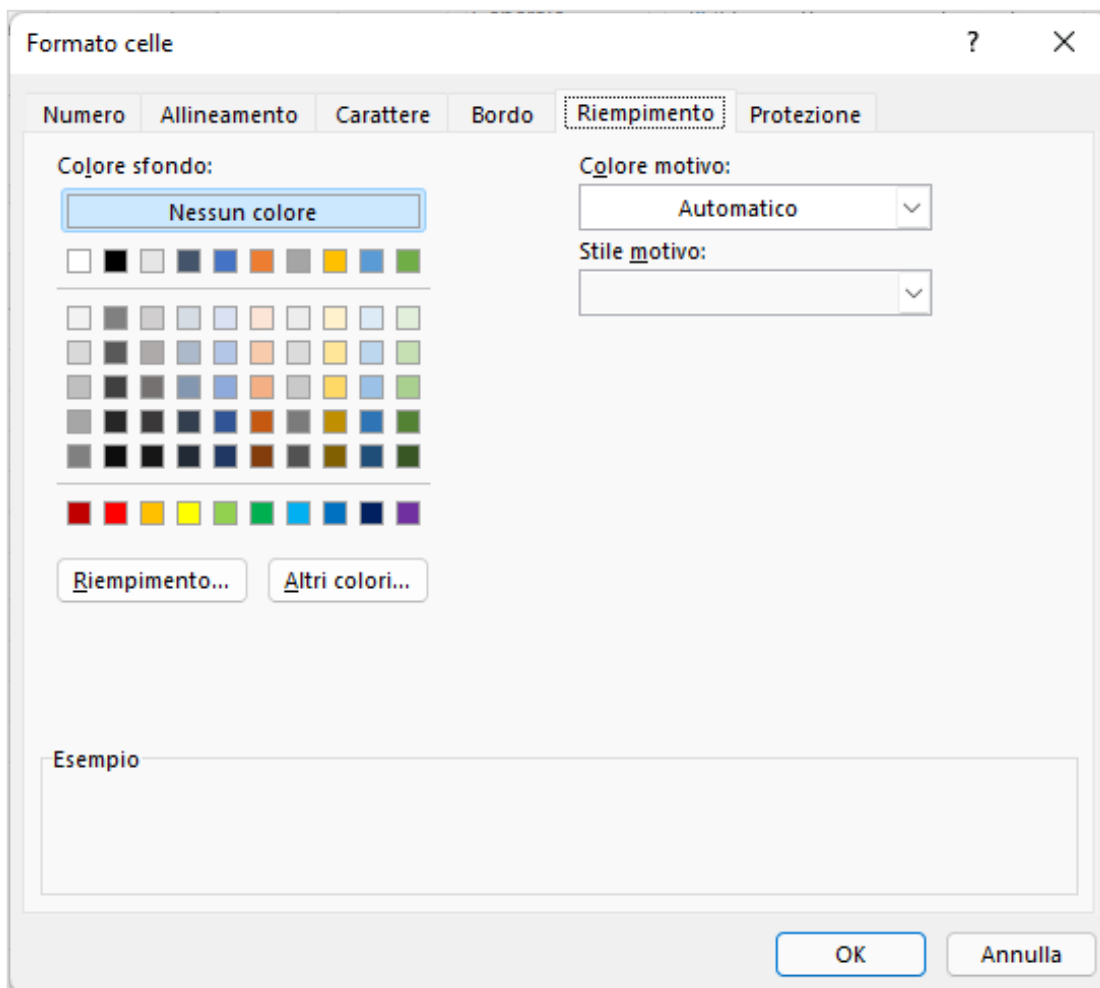 Formato celle
?
Numero
Allineamento
Carattere
Bordo
Riempimento
Protezione
Colore sfondo:
Nessun colore
Colore motivo:
Automatico
Stile motivo:
Riempimento...
Altri colori...
Esempio
OK
Annulla